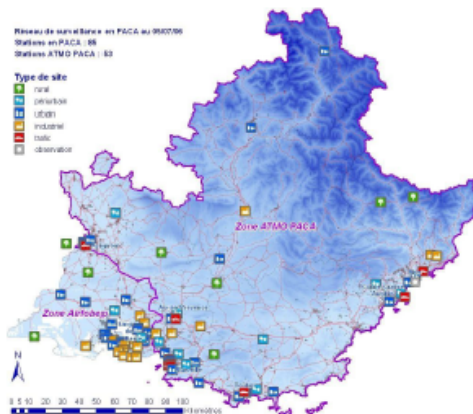 Réseau de surveillance en PACA au 05/07/06
Stations en PACA : 85
Stations ATMO PACA : 53
Type de site
rural
périurbain
urbain
industriel
trafic
observation
Zone ATMO PACA
Zone Airfobep
N
0 5 10 20 30 40 50 60 70 80 90 100
Kilomètres